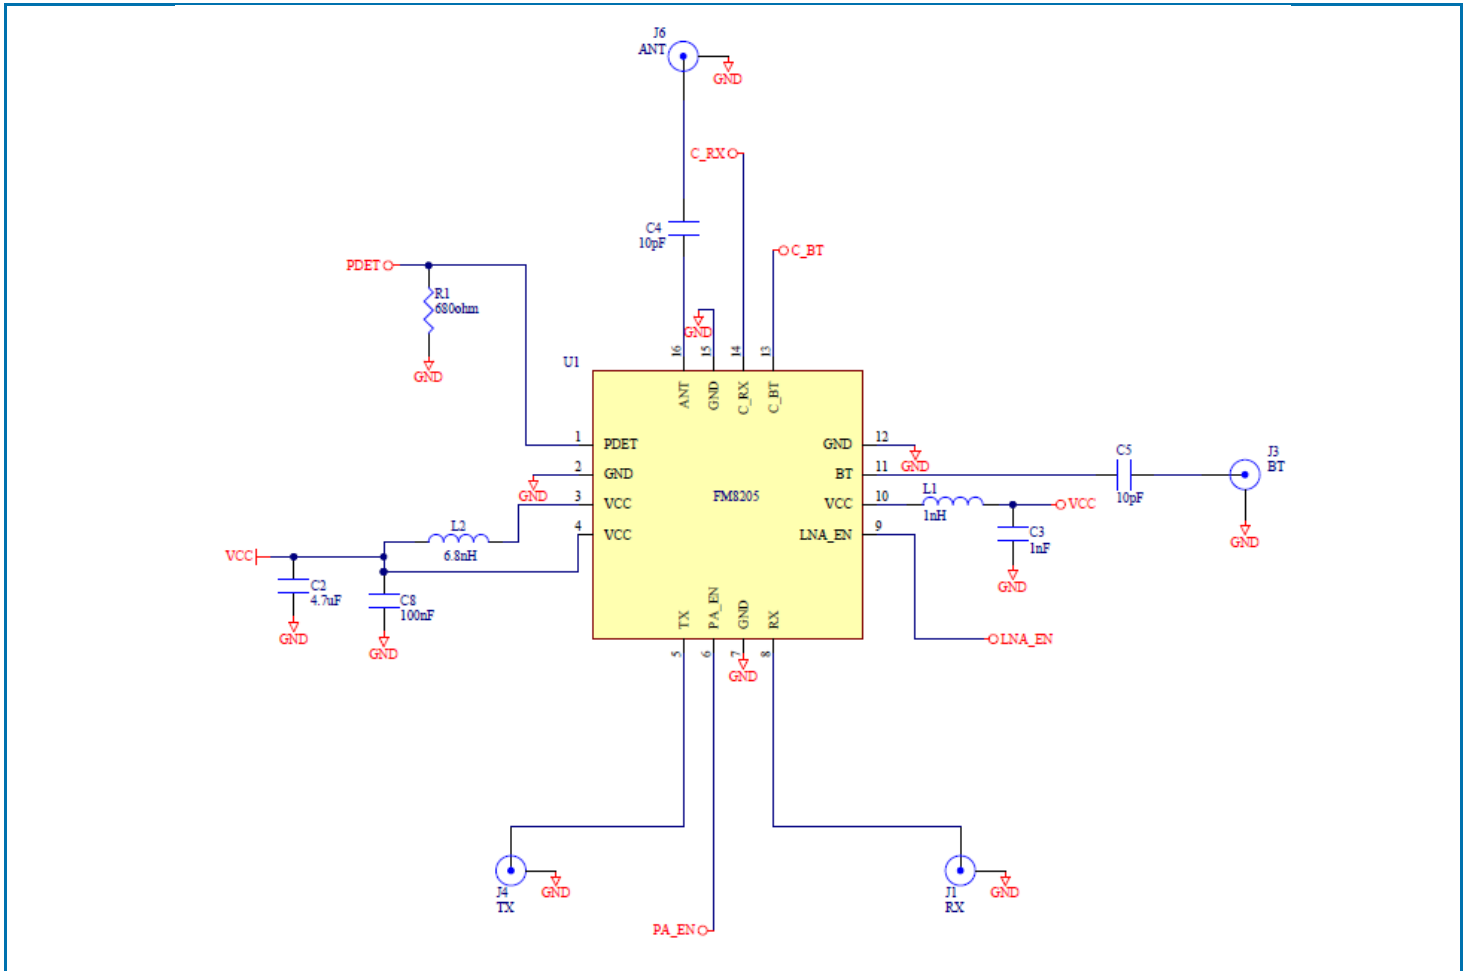 J6
ANT
GND
C_RX
C4
10pF
C_BT
PDET
R1
680ohm
GND
GND
16
15
14
13
U1
ANT
GND
C_RX
C_BT
1
PDET
GND
12
GND
2
GND
GND
BT
11
C5
10pF
J3
BT
GND
FM8205
3
VCC
VCC
10
L1
1nH
VCC
4
VCC
LNA_EN
9
C3
1nF
GND
L2
6.8nH
VCC
C2
4.7uF
GND
C8
100nF
GND
TX
PA_EN
GND
RX
5
6
7
8
GND
LNA_EN
J4
TX
GND
J1
RX
GND
PA_EN